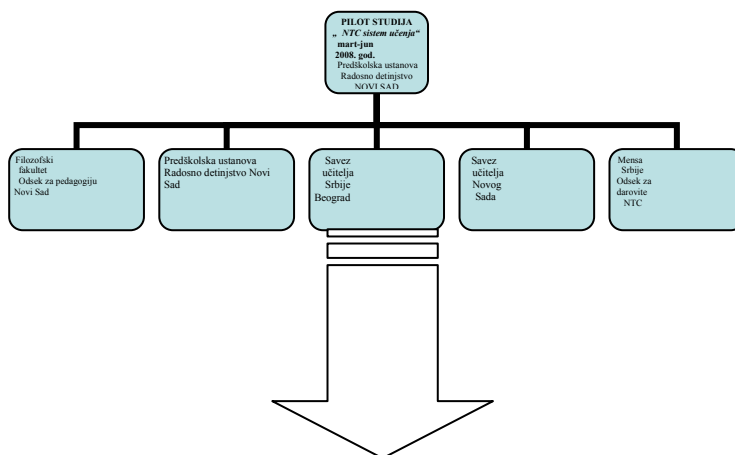 PILOT STUDIJA
„ NTC sistem učenja“
mart-jun
2008. god.
Predškolska ustanova
Radosno detinjstvo
NOVI SAD
Filozofski
fakultet
Odsek za pedagogiju
Novi Sad
Predškolska ustanova
Radosno detinjstvo Novi
Sad
Savez
učitelja
Srbije
Beograd
Savez
učitelja
Novog
Sada
Mensa
Srbije
Odsek za
darovite
NTC